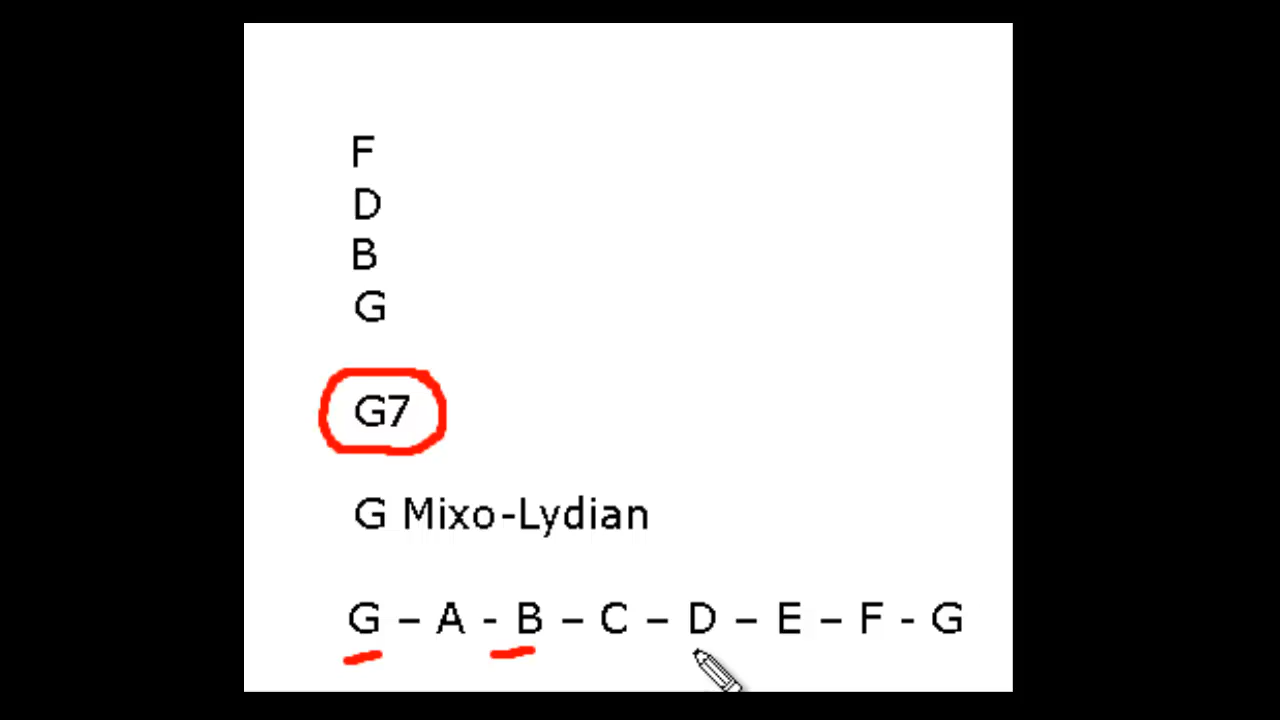 F
D
B
G
G7
G Mixo-Lydian
G – A - B – C – D – E – F - G